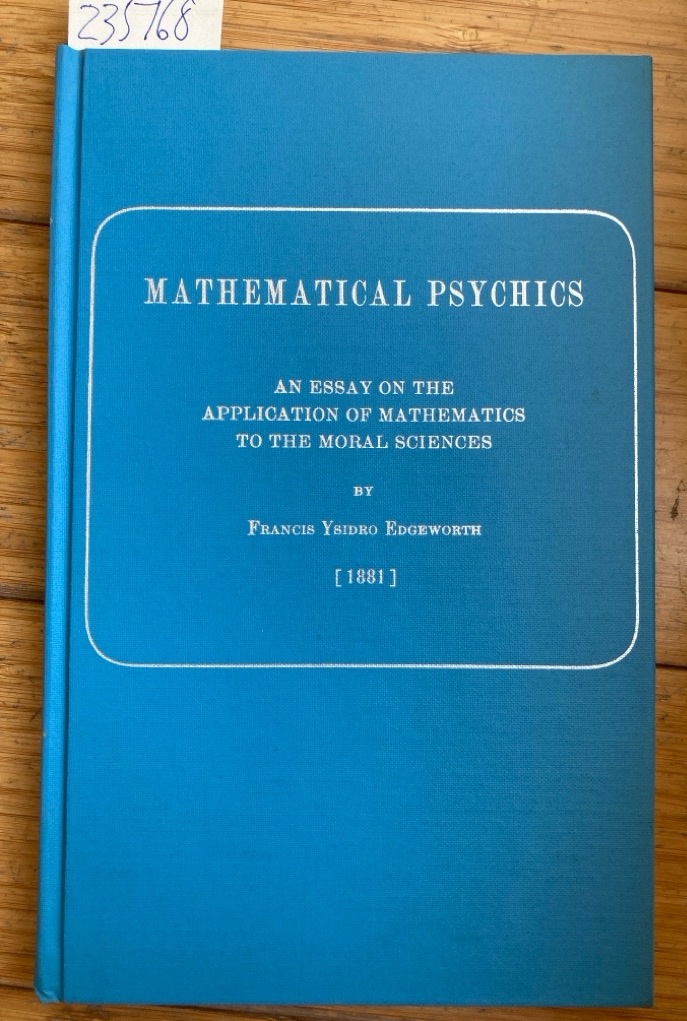 235768
MATHEMATICAL PSYCHICS
AN ESSAY ON THE
APPLICATION OF MATHEMATICS
TO THE MORAL SCIENCES
BY
FRANCIS YSIDRO EDGEWORTH
[1881]